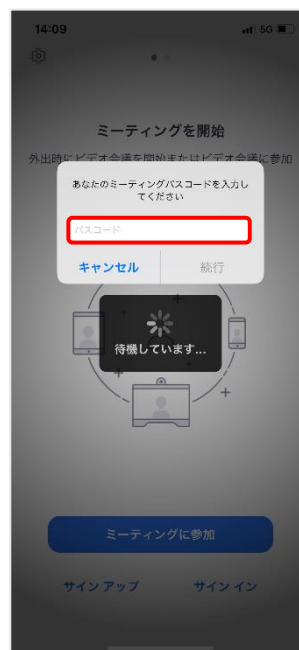 14:09
5G
ミーティングを開始
外出時にビデオ会議を開始またはビデオ会議に参加
あなたのミーティングパスコードを入力し
てください
パスコード
キャンセル
続行
待機しています...
ミーティングに参加
サイン アップ
サイン イン